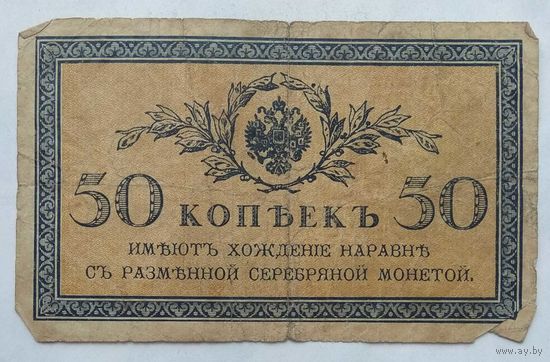 50 КОПѢЕКЪ 50
ИМѢЮТЪ ХОЖДЕНІЕ НАРАВНѢ
СЪ РАЗМѢННОЙ СЕРЕБРЯНОЙ МОНЕТОЙ.
www.ay.by